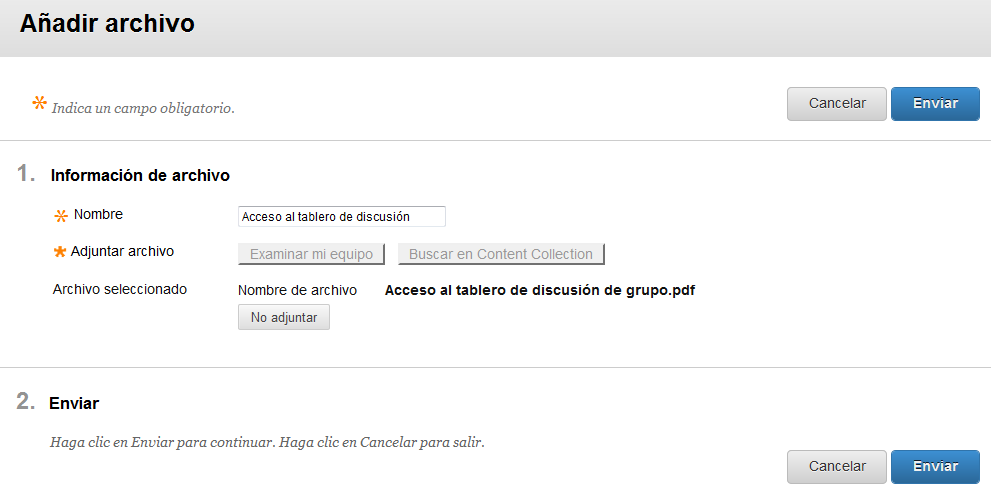 Añadir archivo
* Indica un campo obligatorio.
Cancelar Enviar
1. Información de archivo
* Nombre Acceso al tablero de discusión
* Adjuntar archivo Examinar mi equipo Buscar en Content Collection
Archivo seleccionado Nombre de archivo Acceso al tablero de discusión de grupo.pdf
No adjuntar
2. Enviar
Haga clic en Enviar para continuar. Haga clic en Cancelar para salir.
Cancelar Enviar